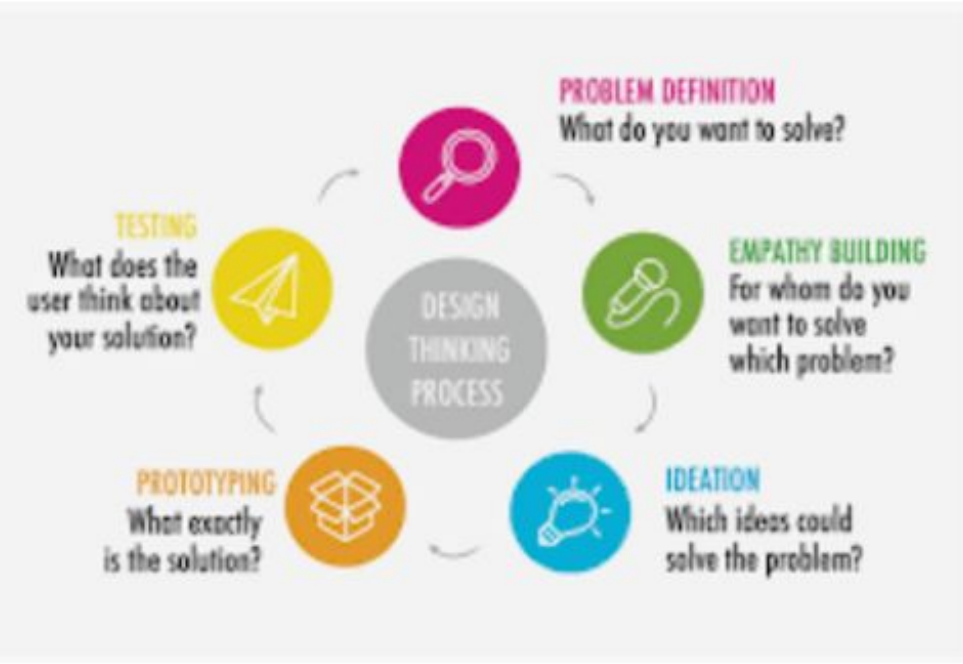 PROBLEM DEFINITION
What do you want to solve?
EMPATHY BUILDING
For whom do you
want to solve
which problem?
IDEATION
Which ideas could
solve the problem?
PROTOTYPING
What exactly
is the solution?
TESTING
What does the
user think about
your solution?
DESIGN
THINKING
PROCESS